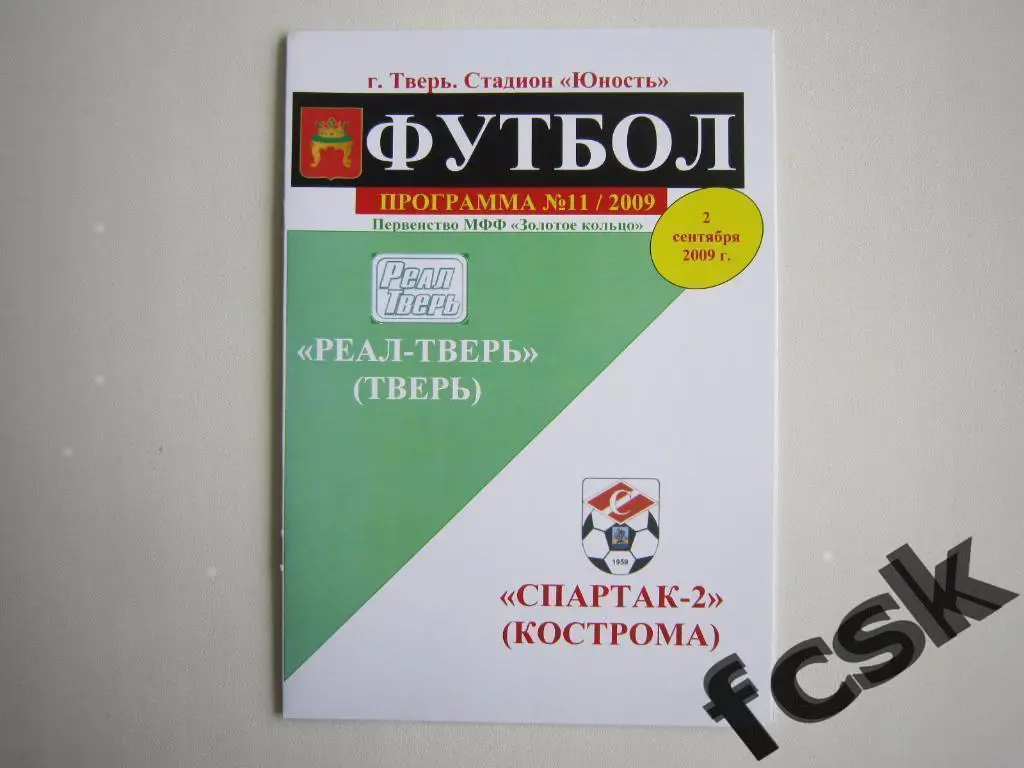 г. Тверь. Стадион «Юность»
ФУТБОЛ
ПРОГРАММА №11 / 2009
Первенство МФФ «Золотое кольцо»
2
сентября
2009 г.
Реал
Тверь
«РЕАЛ-ТВЕРЬ»
(ТВЕРЬ)
С
1959
«СПАРТАК-2»
(КОСТРОМА)
fcsk